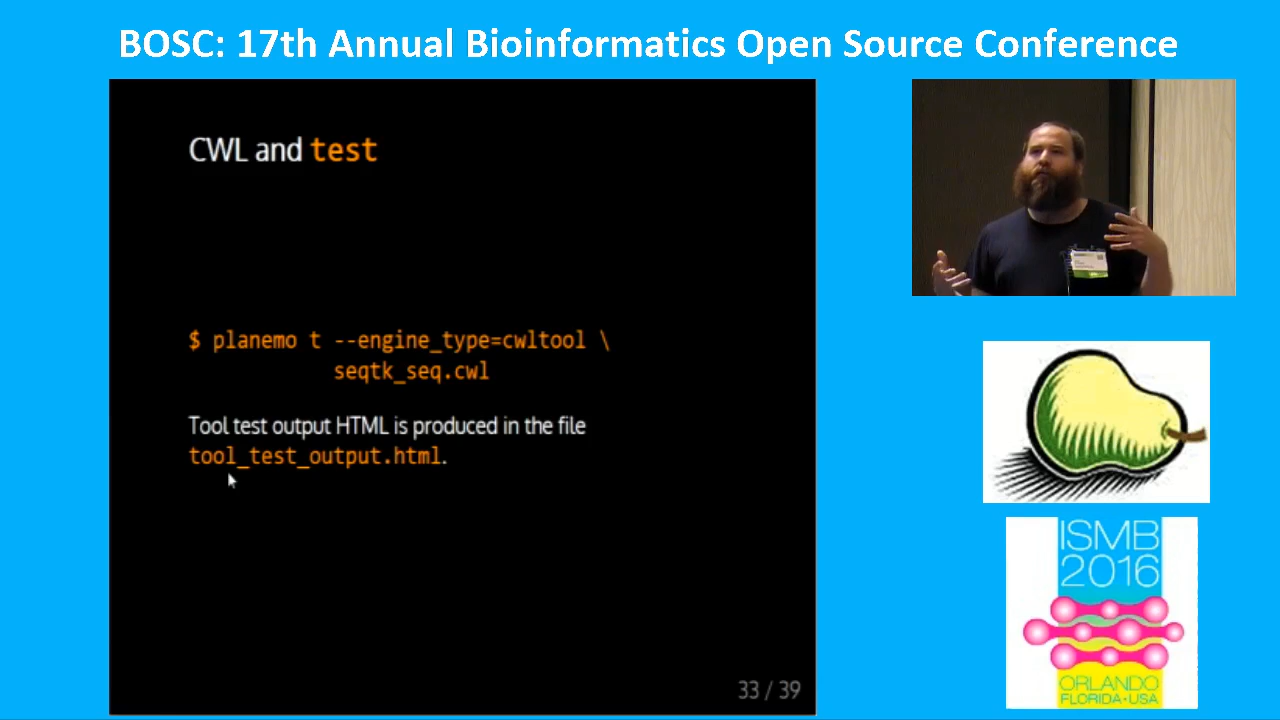 BOSC: 17th Annual Bioinformatics Open Source Conference
CWL and test
$ planemo t --engine_type=cwltool \
seqtk_seq.cwl
Tool test output HTML is produced in the file
tool_test_output.html.
33 / 39
ISMB
2016
ORLANDO
FLORIDA•USA